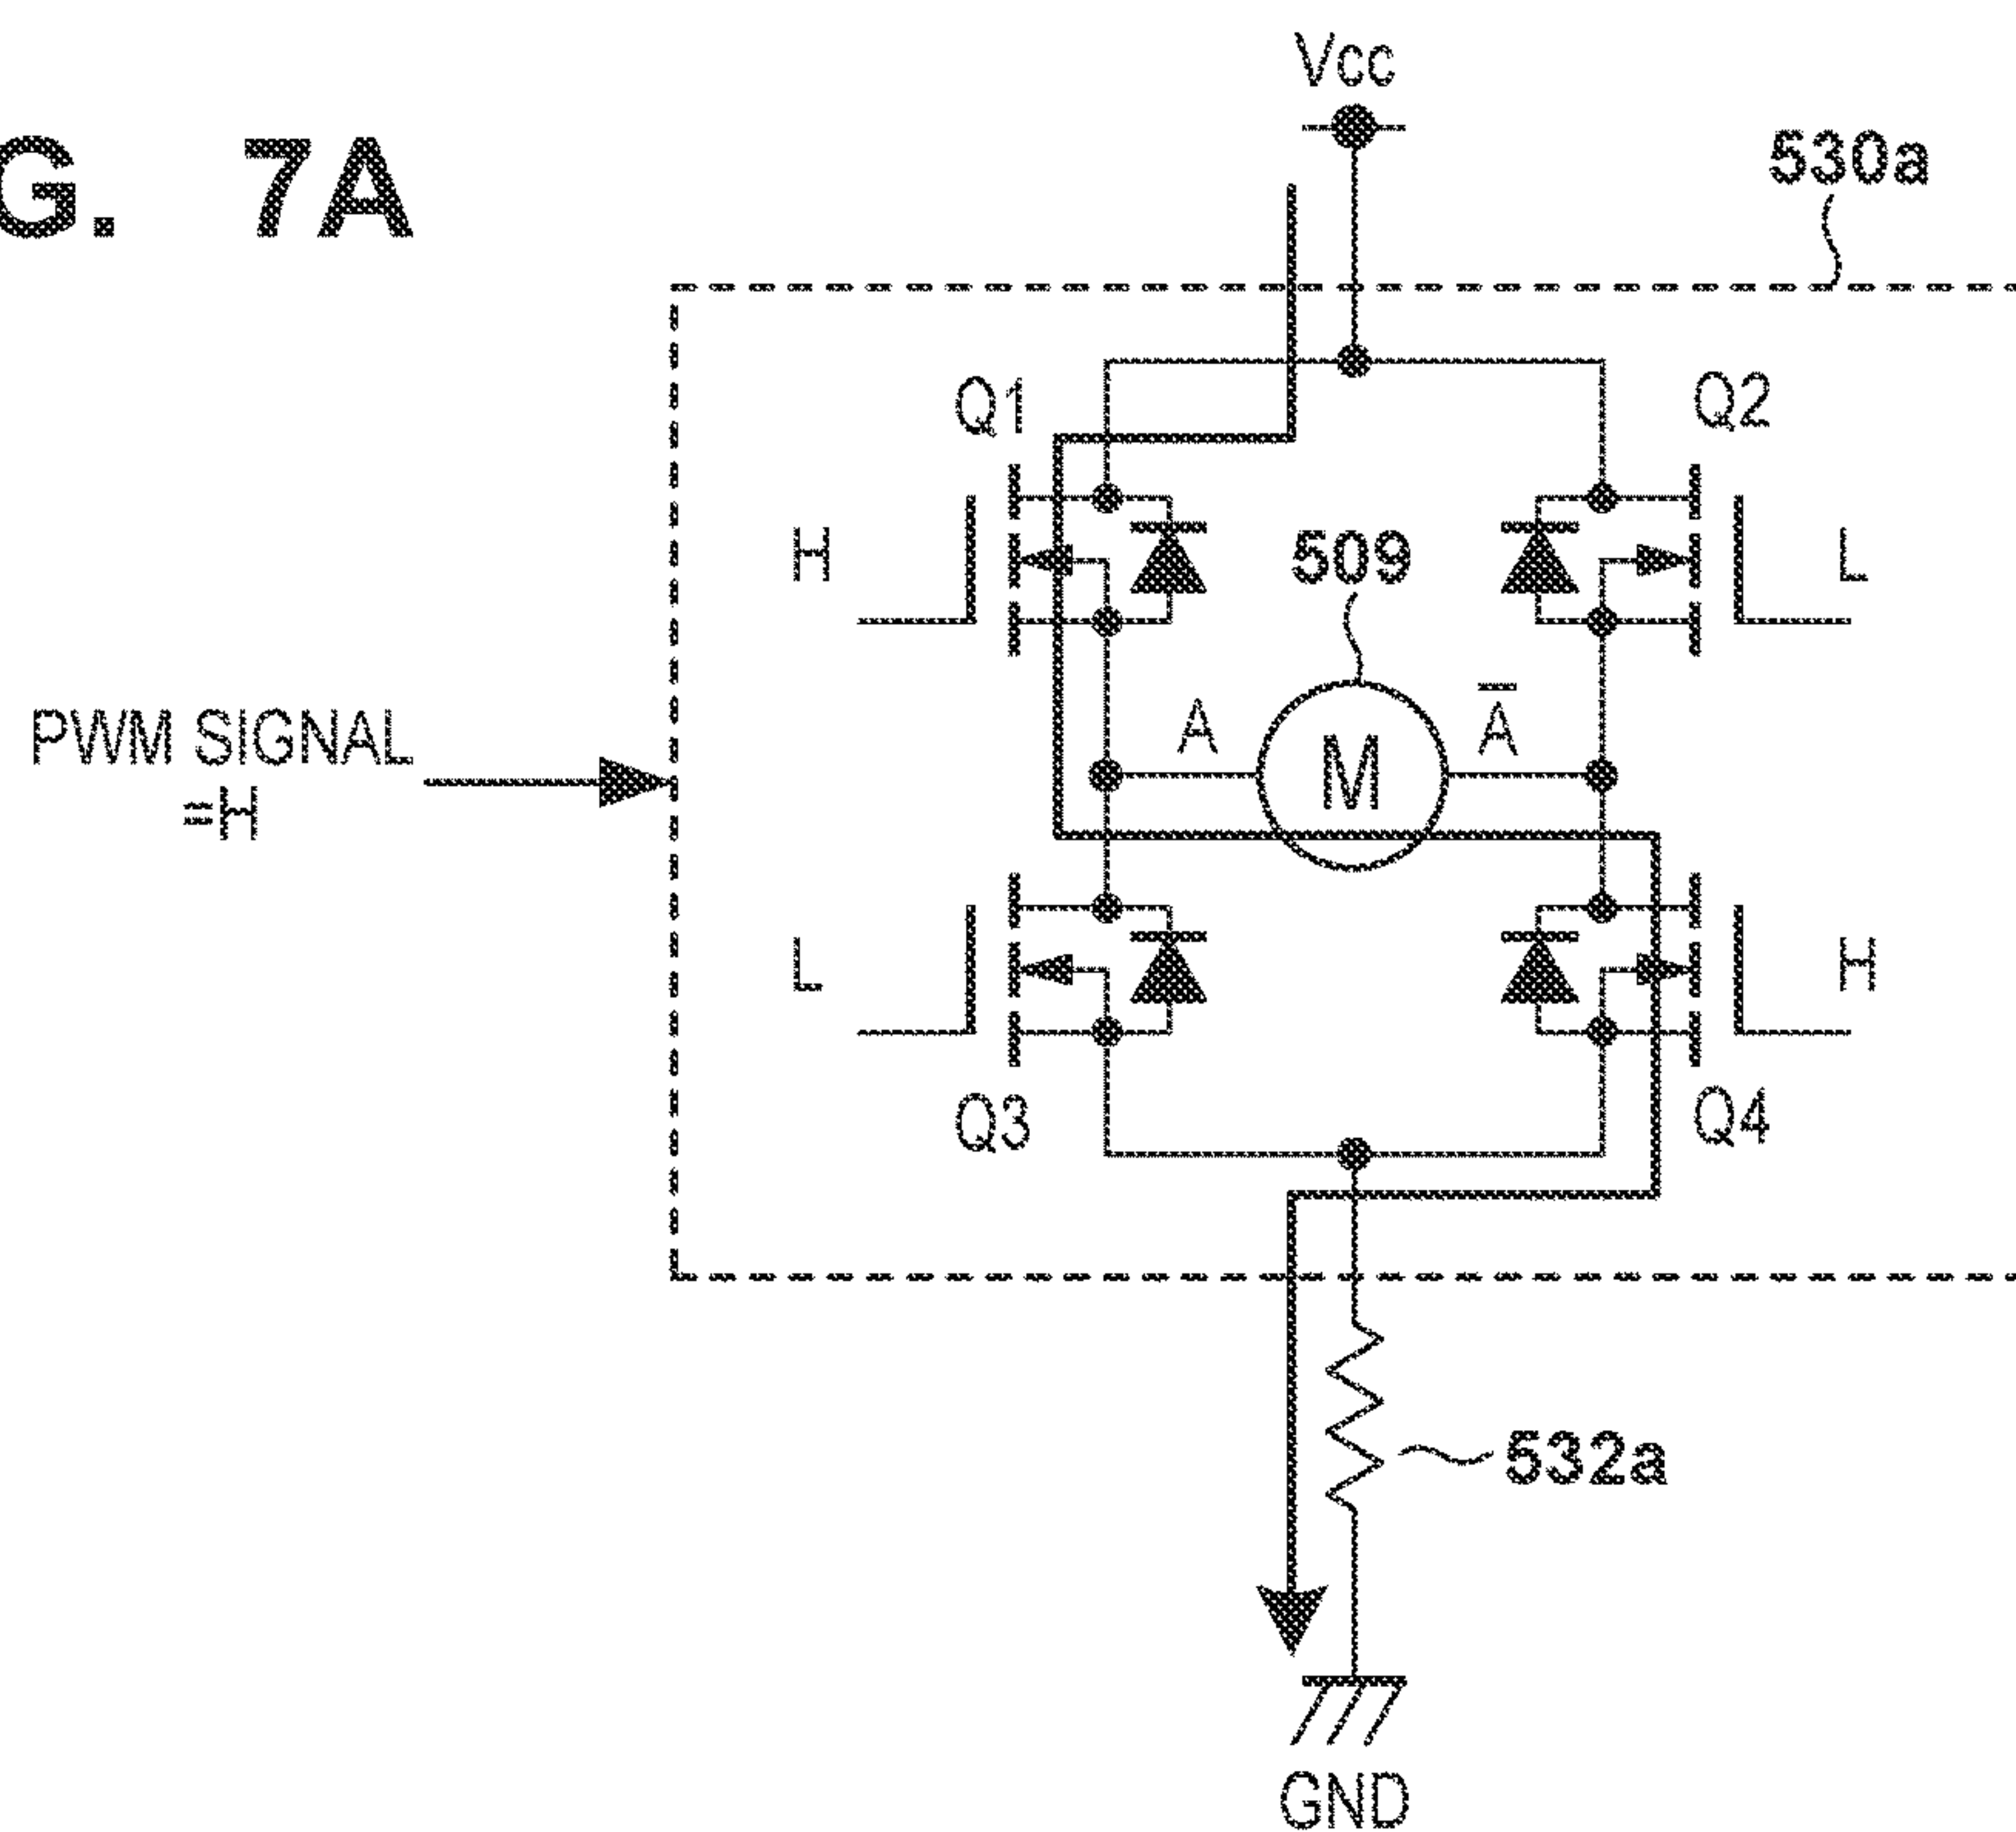 G. 7A
Vcc
530a
Q1
Q2
H
509
L
PWM SIGNAL
=H
A
M
A̅
L
H
Q3
Q4
532a
GND